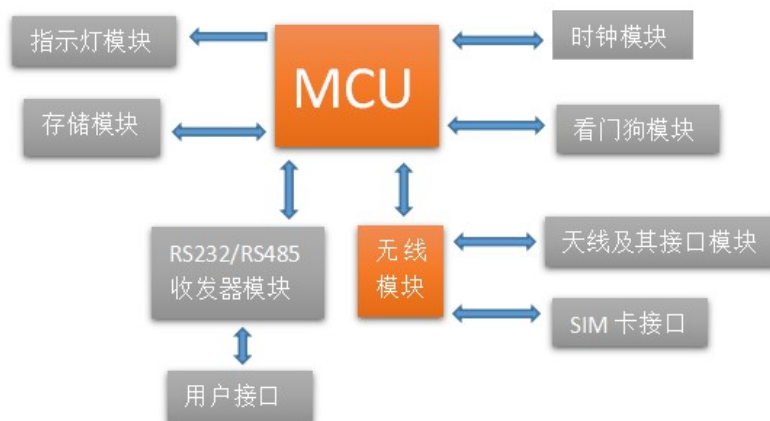 指示灯模块
MCU
时钟模块
存储模块
看门狗模块
RS232/RS485
收发器模块
无线
模块
天线及其接口模块
SIM 卡接口
用户接口